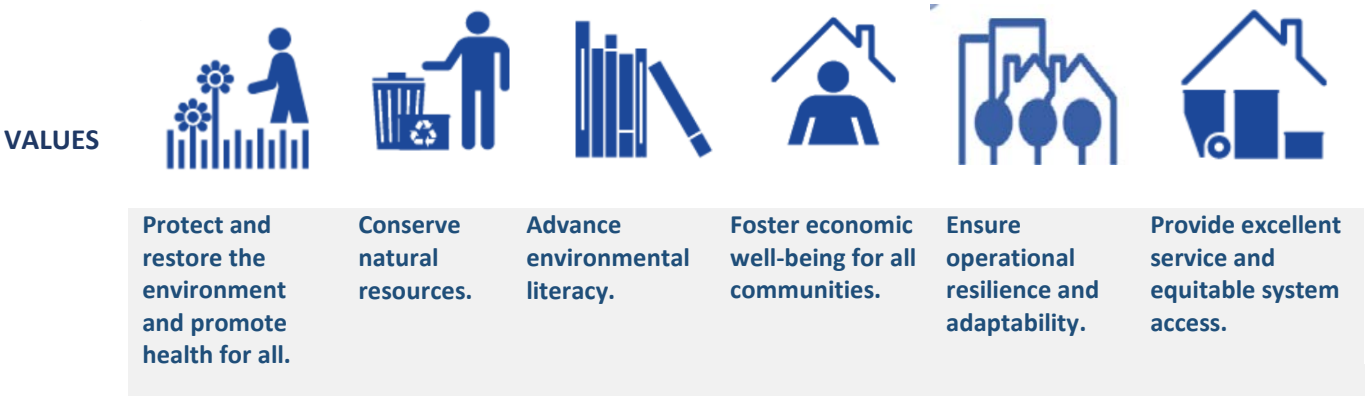 VALUES
Protect and
restore the
environment
and promote
health for all.
Conserve
natural
resources.
Advance
environmental
literacy.
Foster economic
well-being for all
communities.
Ensure
operational
resilience and
adaptability.
Provide excellent
service and
equitable system
access.